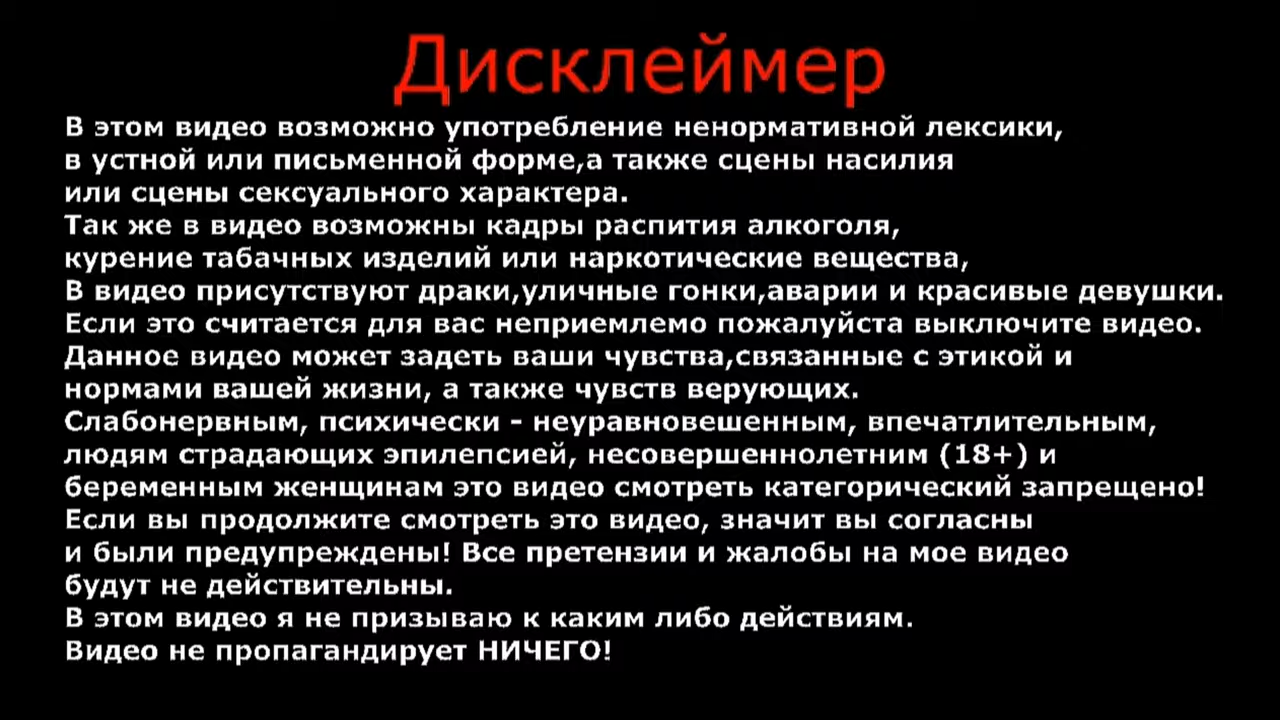 Дисклеймер
В этом видео возможно употребление ненормативной лексики,
в устной или письменной форме,а также сцены насилия
или сцены сексуального характера.
Так же в видео возможны кадры распития алкоголя,
курение табачных изделий или наркотические вещества,
В видео присутствуют драки,уличные гонки,аварии и красивые девушки.
Если это считается для вас неприемлемо пожалуйста выключите видео.
Данное видео может задеть ваши чувства,связанные с этикой и
нормами вашей жизни, а также чувств верующих.
Слабонервным, психически - неуравновешенным, впечатлительным,
людям страдающих эпилепсией, несовершеннолетним (18+) и
беременным женщинам это видео смотреть категорический запрещено!
Если вы продолжите смотреть это видео, значит вы согласны
и были предупреждены! Все претензии и жалобы на мое видео
будут не действительны.
В этом видео я не призываю к каким либо действиям.
Видео не пропагандирует НИЧЕГО!